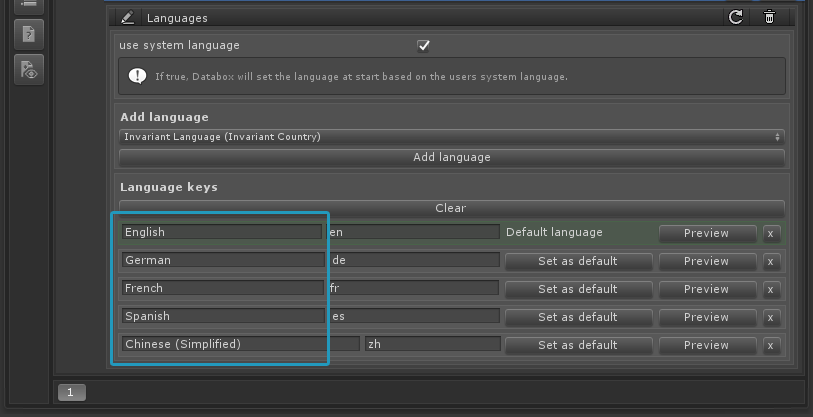 Languages
use system language
If true, Databox will set the language at start based on the users system language.
Add language
Invariant Language (Invariant Country)
Add language
Language keys
Clear
English en Default language Preview x
German de Set as default Preview x
French fr Set as default Preview x
Spanish es Set as default Preview x
Chinese (Simplified) zh Set as default Preview x
1